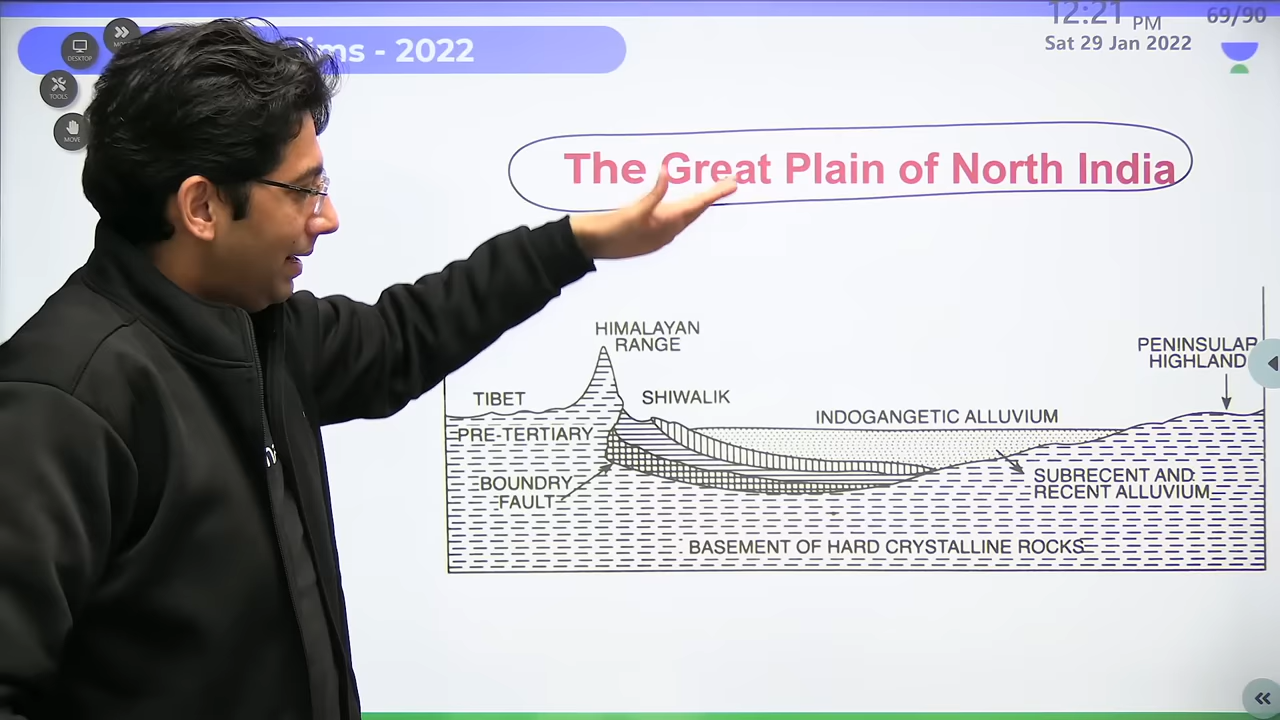 ims - 2022
12:21 PM
69/90
Sat 29 Jan 2022
DESKTOP
TOOLS
MOVE
The Great Plain of North India
HIMALAYAN
RANGE
PENINSULAR
HIGHLAND
TIBET
SHIWALIK
INDOGANGETIC ALLUVIUM
PRE-TERTIARY
BOUNDRY
FAULT
SUBRECENT AND
RECENT ALLUVIUM
BASEMENT OF HARD CRYSTALLINE ROCKS